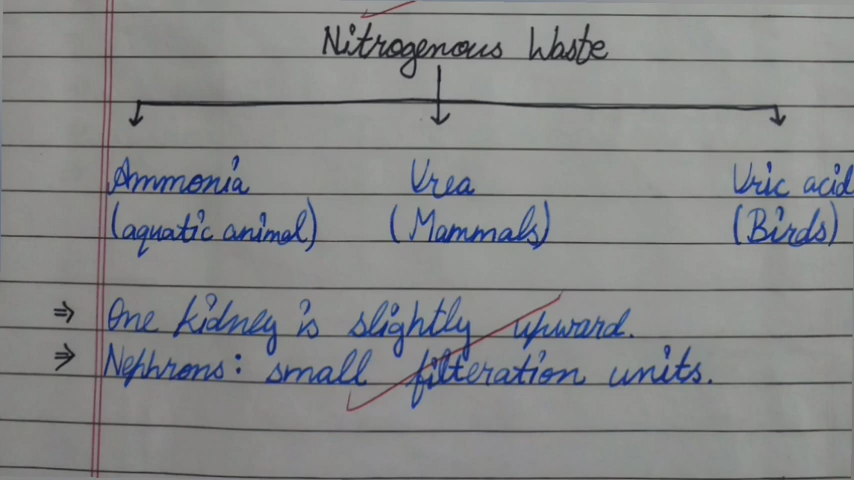 Nitrogenous Waste
Ammonia Urea Uric acid
(aquatic animal) (Mammals) (Birds)
⇒ One kidney is slightly upward.
⇒ Nephrons: small filteration units.